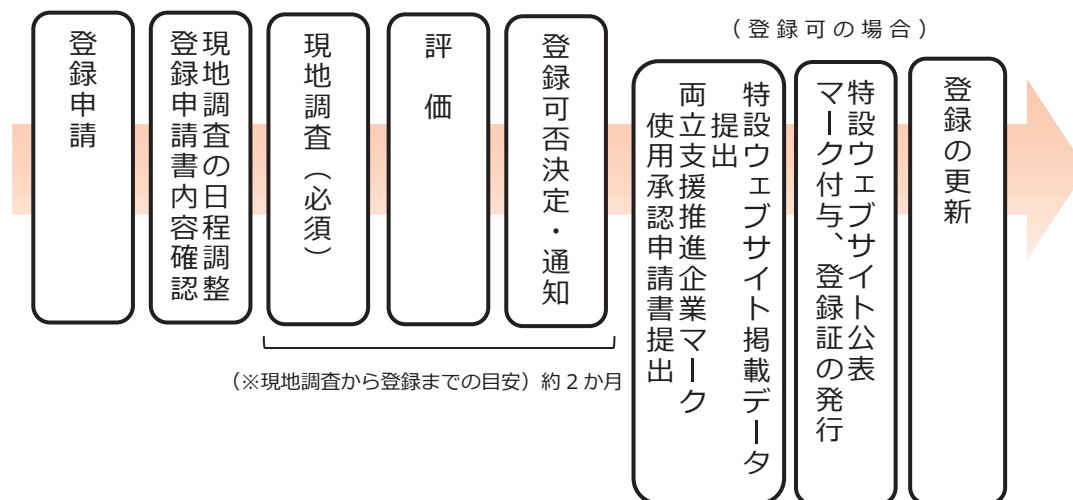 登録申請
現地調査の日程調整
登録申請書内容確認
現地調査（必須）
評　価
登録可否決定・通知
（登録可の場合）
特設ウェブサイト掲載データ
提出
両立支援推進企業マーク
使用承認申請書提出
特設ウェブサイト公表
マーク付与、登録証の発行
登録の更新
（※現地調査から登録までの目安）約２か月